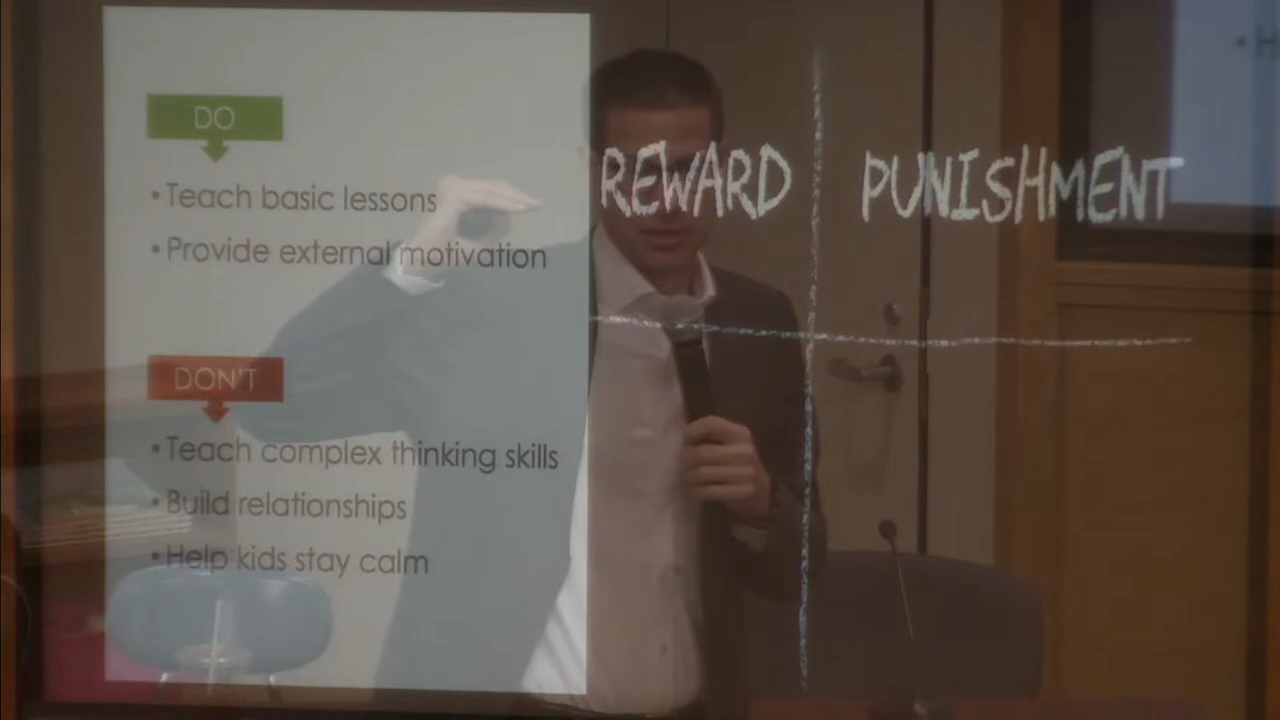 DO
• Teach basic lessons
• Provide external motivation
DON'T
• Teach complex thinking skills
• Build relationships
• Help kids stay calm
REWARD PUNISHMENT
• H